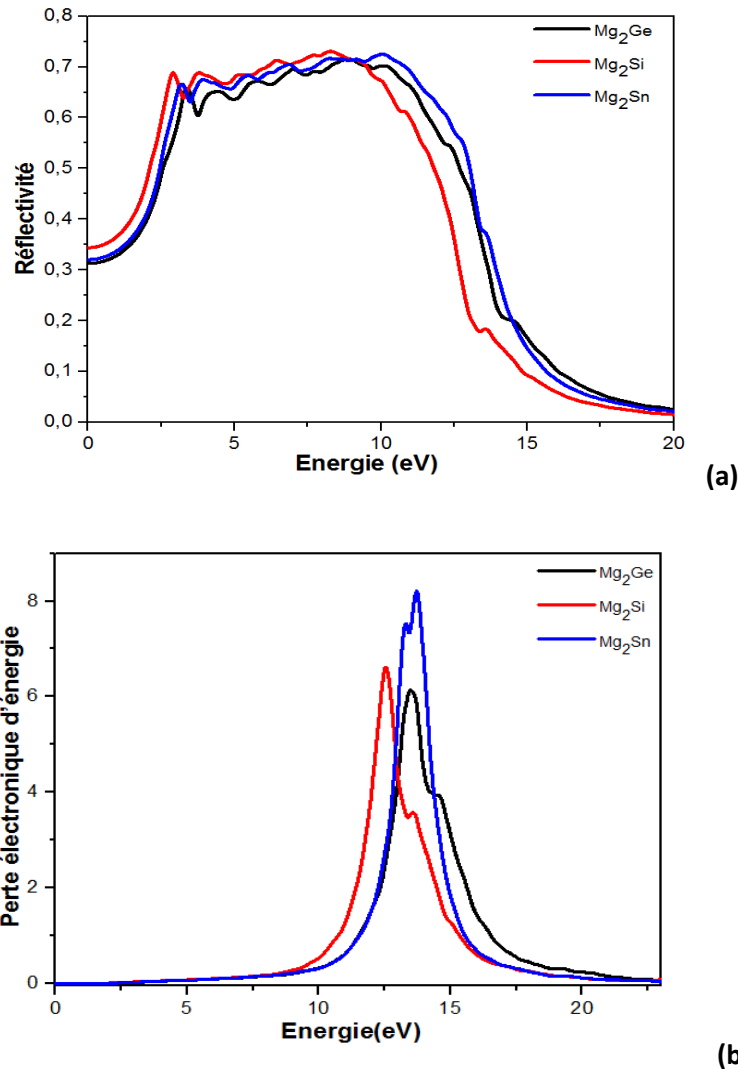 0,8
0,7
0,6
0,5
0,4
0,3
0,2
0,1
0,0
Réflectivité
Mg2Ge
Mg2Si
Mg2Sn
0 5 10 15 20
Energie (eV)
(a)
8
6
4
2
0
Perte électronique d'énergie
Mg2Ge
Mg2Si
Mg2Sn
0 5 10 15 20
Energie(eV)
(b